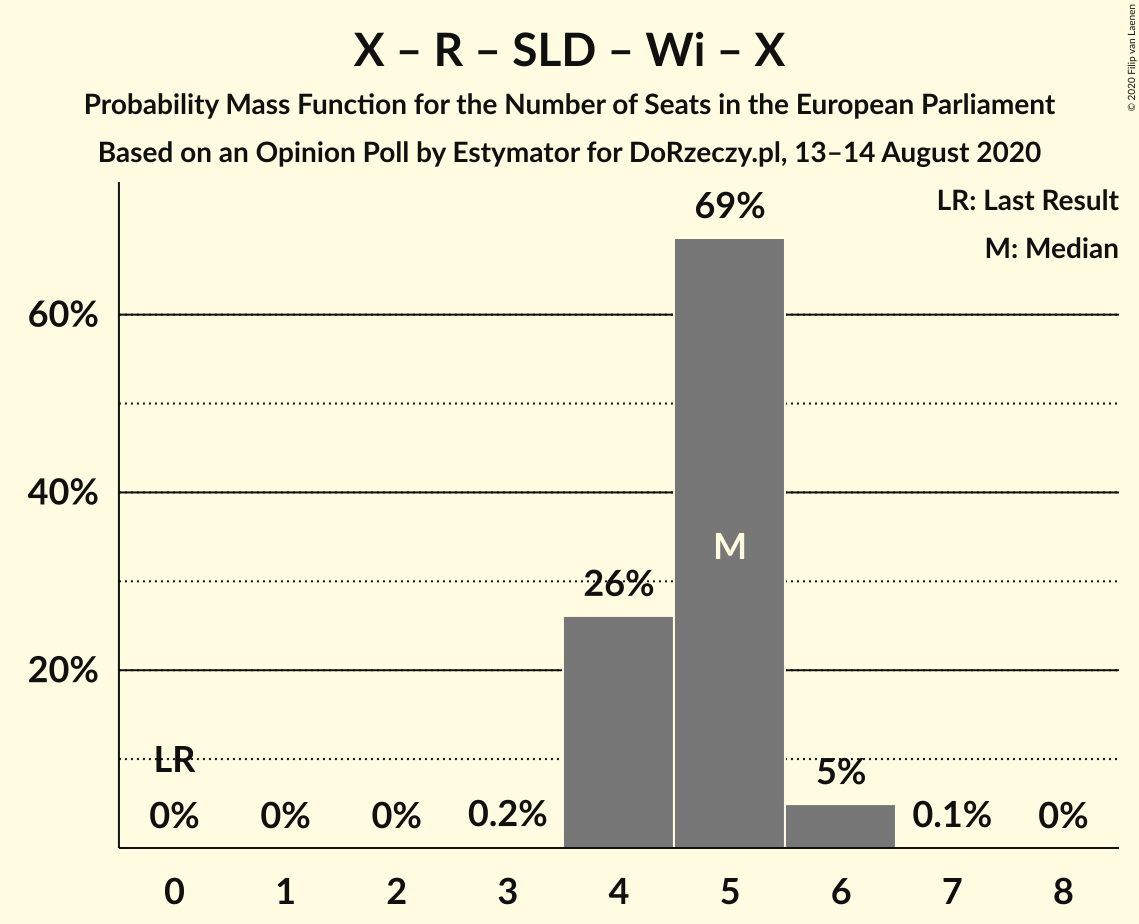 X – R – SLD – Wi – X
Probability Mass Function for the Number of Seats in the European Parliament
Based on an Opinion Poll by Estymator for DoRzeczy.pl, 13–14 August 2020
© 2020 Filip van Laenen
LR: Last Result
M: Median
69%
60%
40%
M
26%
20%
LR
5%
0% 0% 0% 0.2% 0.1% 0%
0 1 2 3 4 5 6 7 8